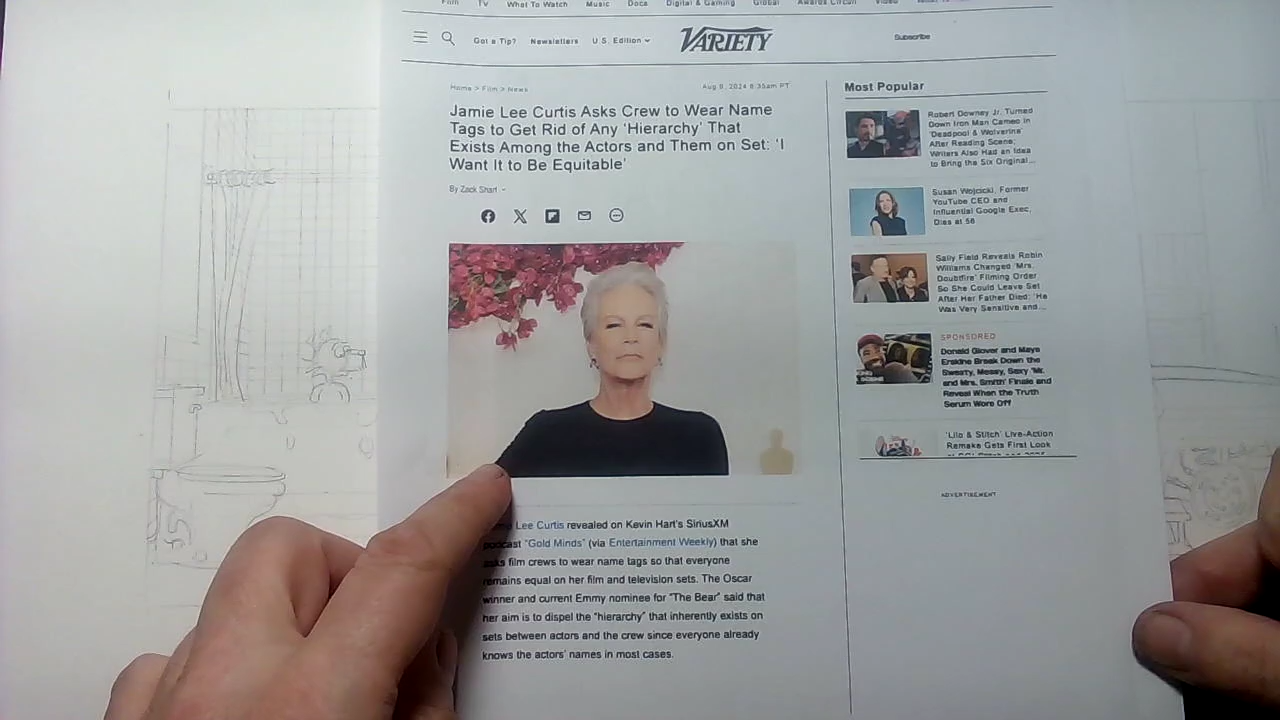 Film TV What To Watch Music Docs Digital & Gaming Global Awards Circuit Video
Got a Tip? Newsletters U.S. Edition VARIETY Subscribe
Home > Film > News Aug 9, 2024 8:35am PT
Jamie Lee Curtis Asks Crew to Wear Name
Tags to Get Rid of Any ‘Hierarchy’ That
Exists Among the Actors and Them on Set: ‘I
Want It to Be Equitable’
By Zack Sharf
Lee Curtis revealed on Kevin Hart's SiriusXM
podcast "Gold Minds" (via Entertainment Weekly) that she
asks film crews to wear name tags so that everyone
remains equal on her film and television sets. The Oscar
winner and current Emmy nominee for "The Bear" said that
her aim is to dispel the "hierarchy" that inherently exists on
sets between actors and the crew since everyone already
knows the actors' names in most cases.
Most Popular
Robert Downey Jr. Turned
Down Iron Man Cameo in
‘Deadpool & Wolverine’
After Reading Scene;
Writers Also Had an Idea
to Bring the Six Original...
Susan Wojcicki, Former
YouTube CEO and
Influential Google Exec,
Dies at 56
Sally Field Reveals Robin
Williams Changed ‘Mrs.
Doubtfire’ Filming Order
So She Could Leave Set
After Her Father Died: ‘He
Was Very Sensitive and...
SPONSORED
Donald Glover and Maya
Erskine Break Down the
Sweaty, Messy, Sexy ‘Mr.
and Mrs. Smith’ Finale and
Reveal When the Truth
Serum Wore Off
‘Lilo & Stitch’ Live-Action
Remake Gets First Look
ADVERTISEMENT